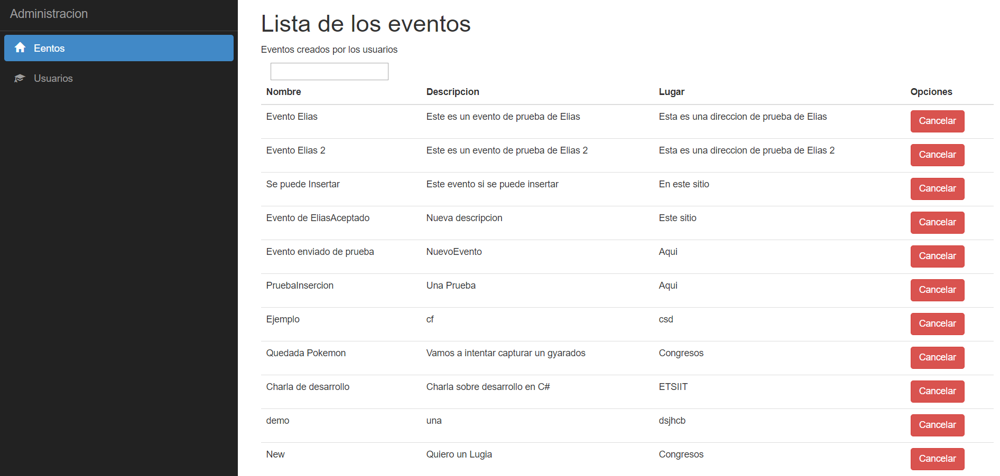 Administracion
Eentos
Usuarios
Lista de los eventos
Eventos creados por los usuarios
Nombre Descripcion Lugar Opciones
Evento Elias Este es un evento de prueba de Elias Esta es una direccion de prueba de Elias Cancelar
Evento Elias 2 Este es un evento de prueba de Elias 2 Esta es una direccion de prueba de Elias 2 Cancelar
Se puede Insertar Este evento si se puede insertar En este sitio Cancelar
Evento de EliasAceptado Nueva descripcion Este sitio Cancelar
Evento enviado de prueba NuevoEvento Aqui Cancelar
PruebaInsercion Una Prueba Aqui Cancelar
Ejemplo cf csd Cancelar
Quedada Pokemon Vamos a intentar capturar un gyarados Congresos Cancelar
Charla de desarrollo Charla sobre desarrollo en C# ETSIIT Cancelar
demo una dsjhcb Cancelar
New Quiero un Lugia Congresos Cancelar